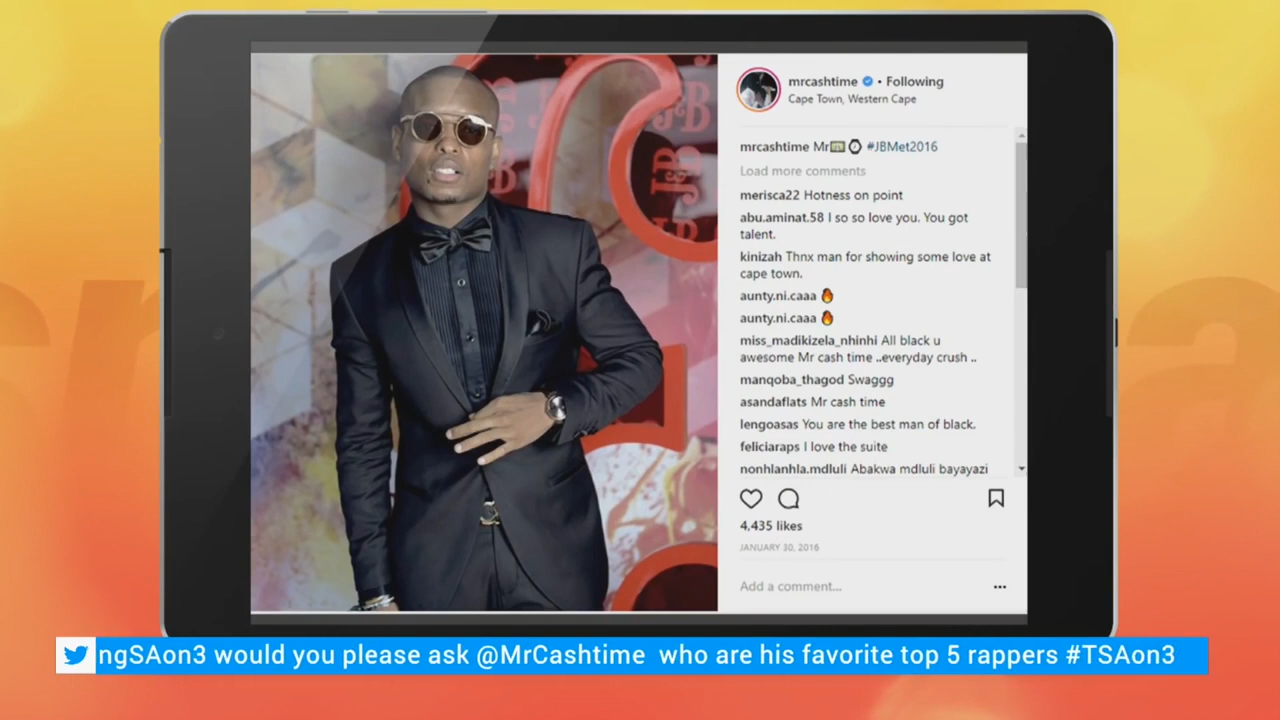 J&B
mrcashtime • Following
Cape Town, Western Cape
mrcashtime Mr💵⌚ #JBMet2016
Load more comments
merisca22 Hotness on point
abu.aminat.58 I so so love you. You got
talent.
kinizah Thnx man for showing some love at
cape town.
aunty.ni.caaa 🔥
aunty.ni.caaa 🔥
miss_madikizela_nhinhi All black u
awesome Mr cash time ..everyday crush ..
manqoba_thagod Swaggg
asandaflats Mr cash time
lengoasas You are the best man of black.
feliciaraps I love the suite
nonhlanhla.mdluli Abakwa mdluli bayayazi
4,435 likes
JANUARY 30, 2016
Add a comment...
ngSAon3 would you please ask @MrCashtime who are his favorite top 5 rappers #TSAon3